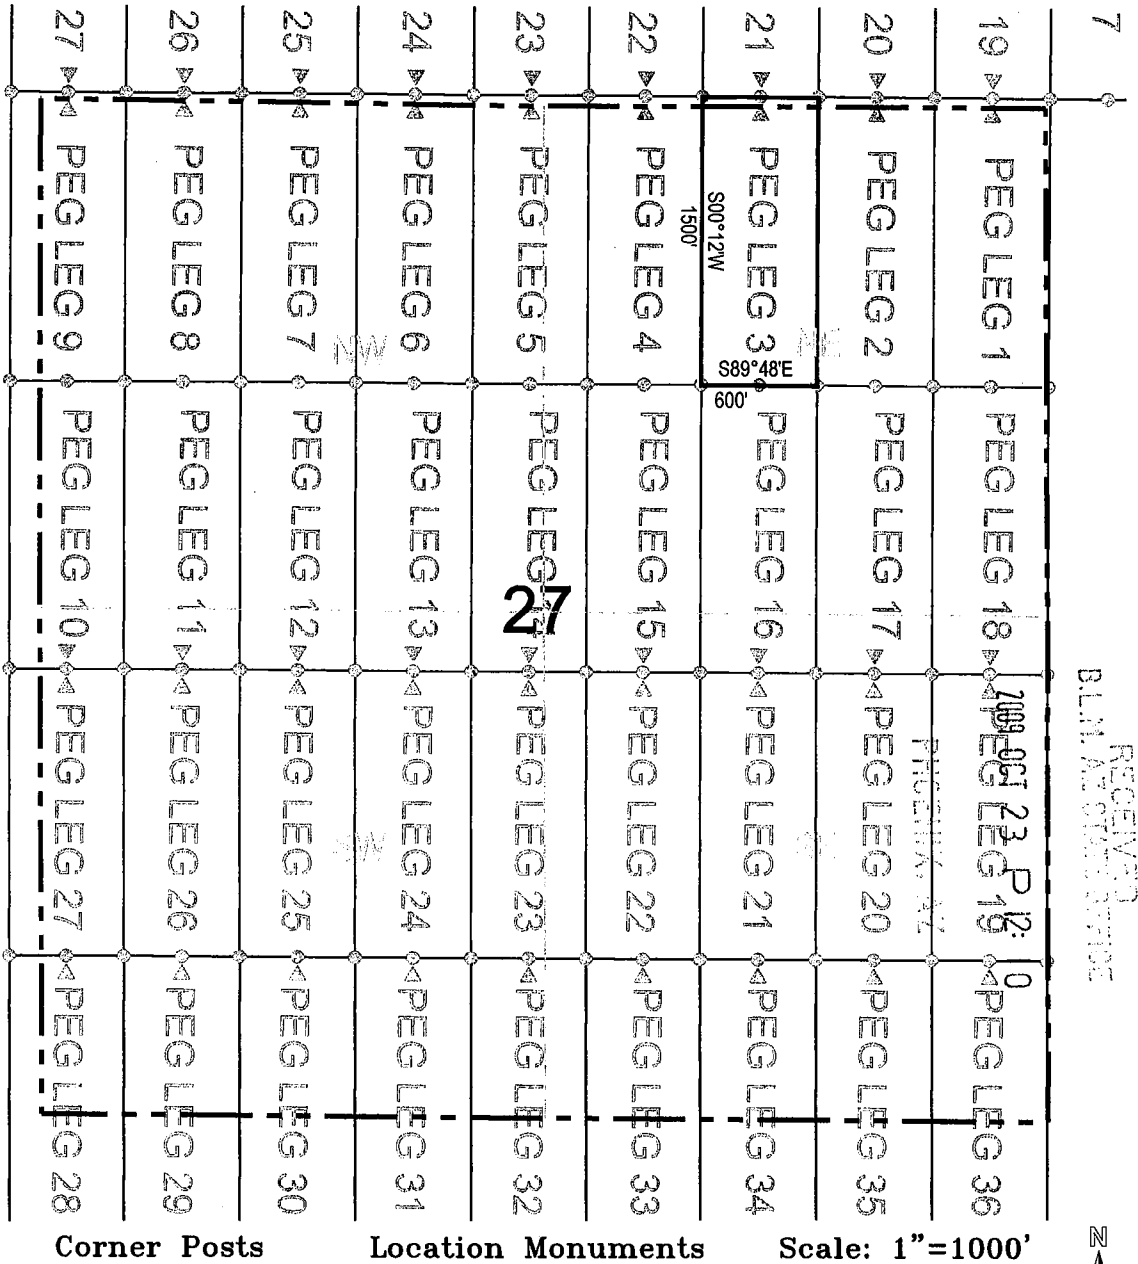 27
26
25
24
23
22
21
20
19
7
PEG LEG 9
PEG LEG 8
PEG LEG 7
PEG LEG 6
PEG LEG 5
PEG LEG 4
PEG LEG 3
PEG LEG 2
PEG LEG 1
S00°12'W
1500'
NW
NE
S89°48'E
600'
PEG LEG 10
PEG LEG 11
PEG LEG 12
PEG LEG 13
PEG LEG
PEG LEG 15
PEG LEG 16
PEG LEG 17
PEG LEG 18
27
RECEIVED
B.L.M. AZ STATE OFFICE
2009 OCT 23 P 12: 0
PHOENIX, AZ
PEG LEG 27
PEG LEG 26
PEG LEG 25
PEG LEG 24
PEG LEG 23
PEG LEG 22
PEG LEG 21
PEG LEG 20
PEG LEG 19
SW
PEG LEG 28
PEG LEG 29
PEG LEG 30
PEG LEG 31
PEG LEG 32
PEG LEG 33
PEG LEG 34
PEG LEG 35
PEG LEG 36
N
Corner Posts Location Monuments Scale: 1"=1000'